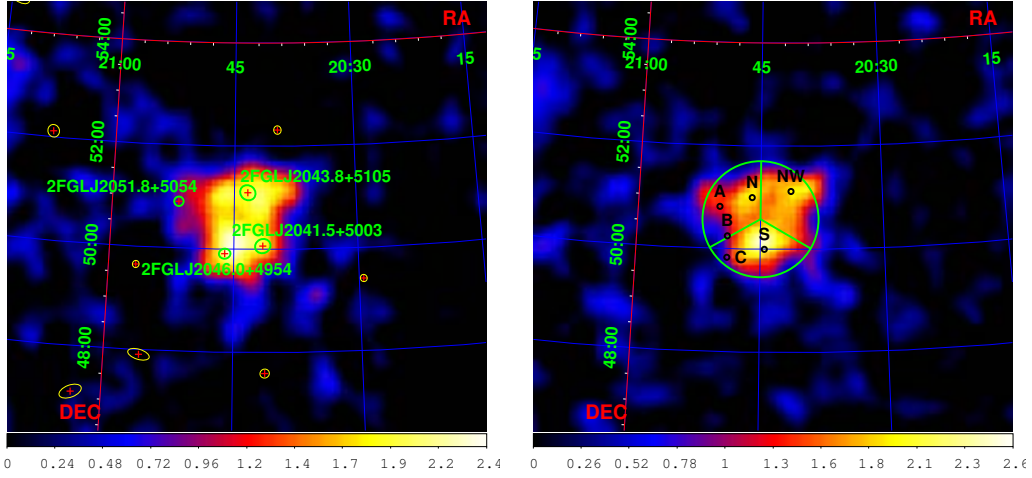 RA
54:00
5
21:00
45
20:30
15
52:00
2FGLJ2051.8+5054
2FGLJ2043.8+5105
50:00
2FGLJ2041.5+5003
2FGLJ2046.0+4954
48:00
DEC
0 0.24 0.48 0.72 0.96 1.2 1.4 1.7 1.9 2.2 2.4
RA
54:00
21:00
45
20:30
15
52:00
A
N
NW
B
50:00
S
C
48:00
DEC
0 0.26 0.52 0.78 1 1.3 1.6 1.8 2.1 2.3 2.6